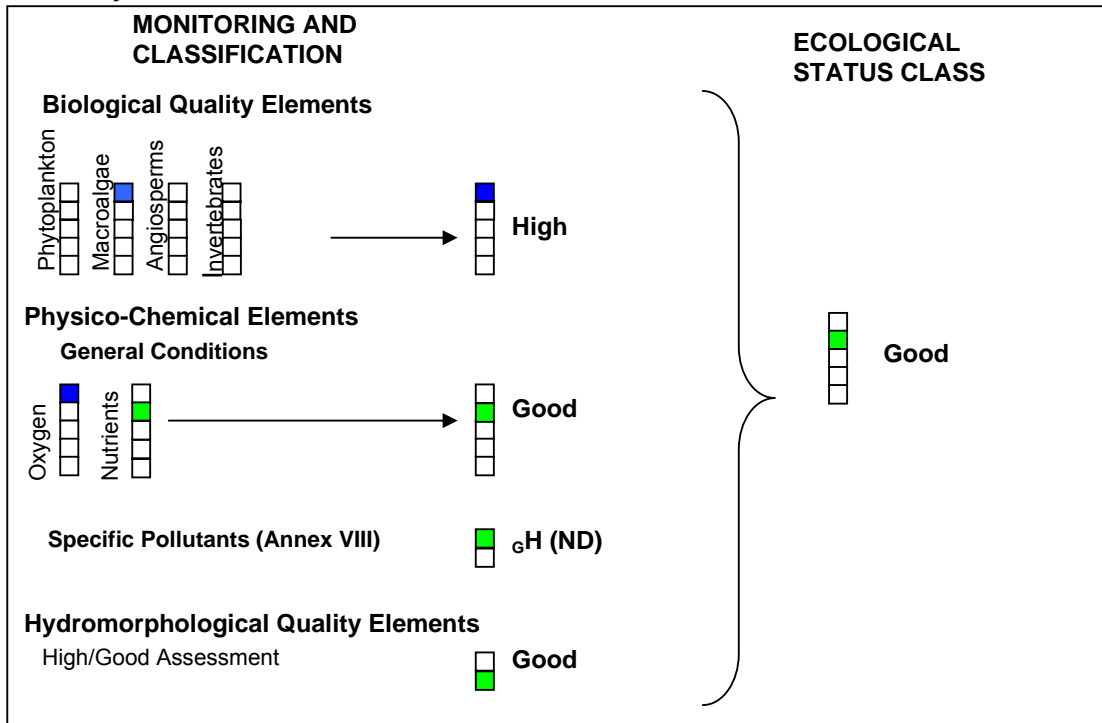 MONITORING AND
CLASSIFICATION
ECOLOGICAL
STATUS CLASS
Biological Quality Elements
Phytoplankton
Macroalgae
Angiosperms
Invertebrates
High
Physico-Chemical Elements
General Conditions
Oxygen
Nutrients
Good
Good
Specific Pollutants (Annex VIII)
GH (ND)
Hydromorphological Quality Elements
High/Good Assessment
Good